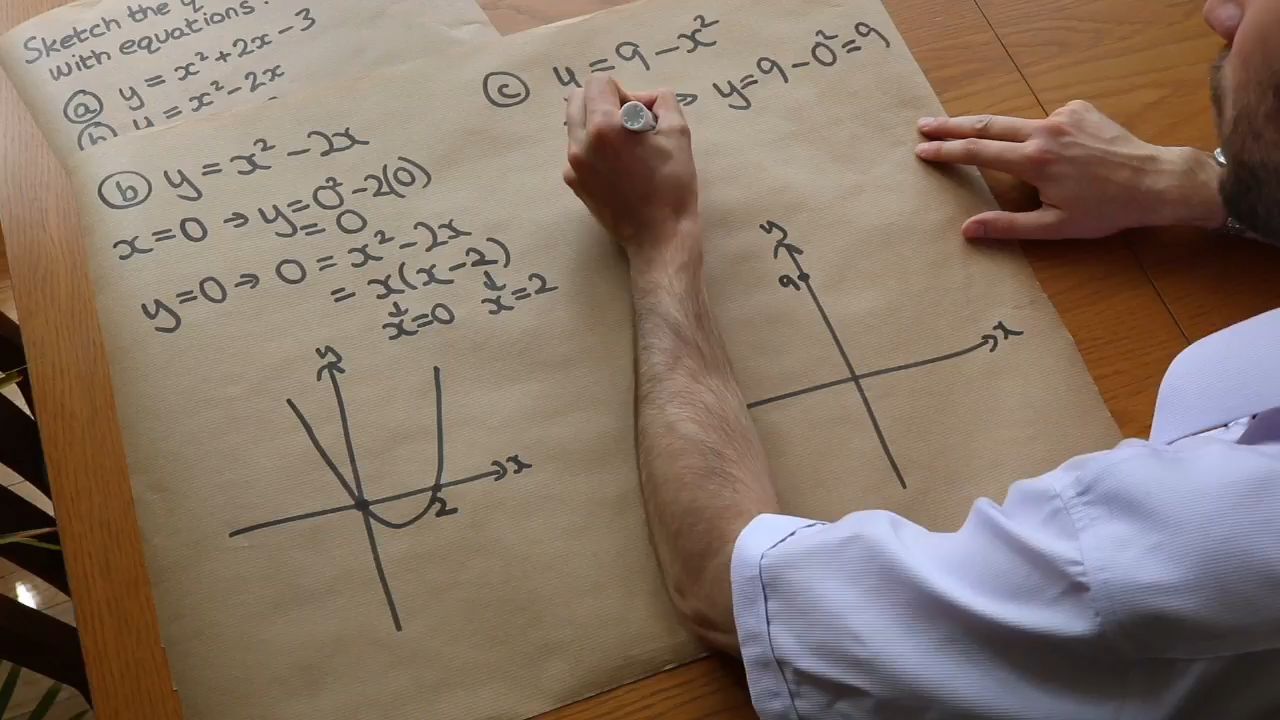 Sketch the
with equations.
ⓐ y = x² + 2x - 3
y = x² - 2x
ⓑ y = x² - 2x
x = 0 ⇒ y = 0² - 2(0)
= 0
y = 0 ⇒ 0 = x² - 2x
= x(x - 2)
↓ ↓
x = 0 x = 2
y
x
2
ⓒ y = 9 - x²
⇒ y = 9 - 0² = 9
y
9
x